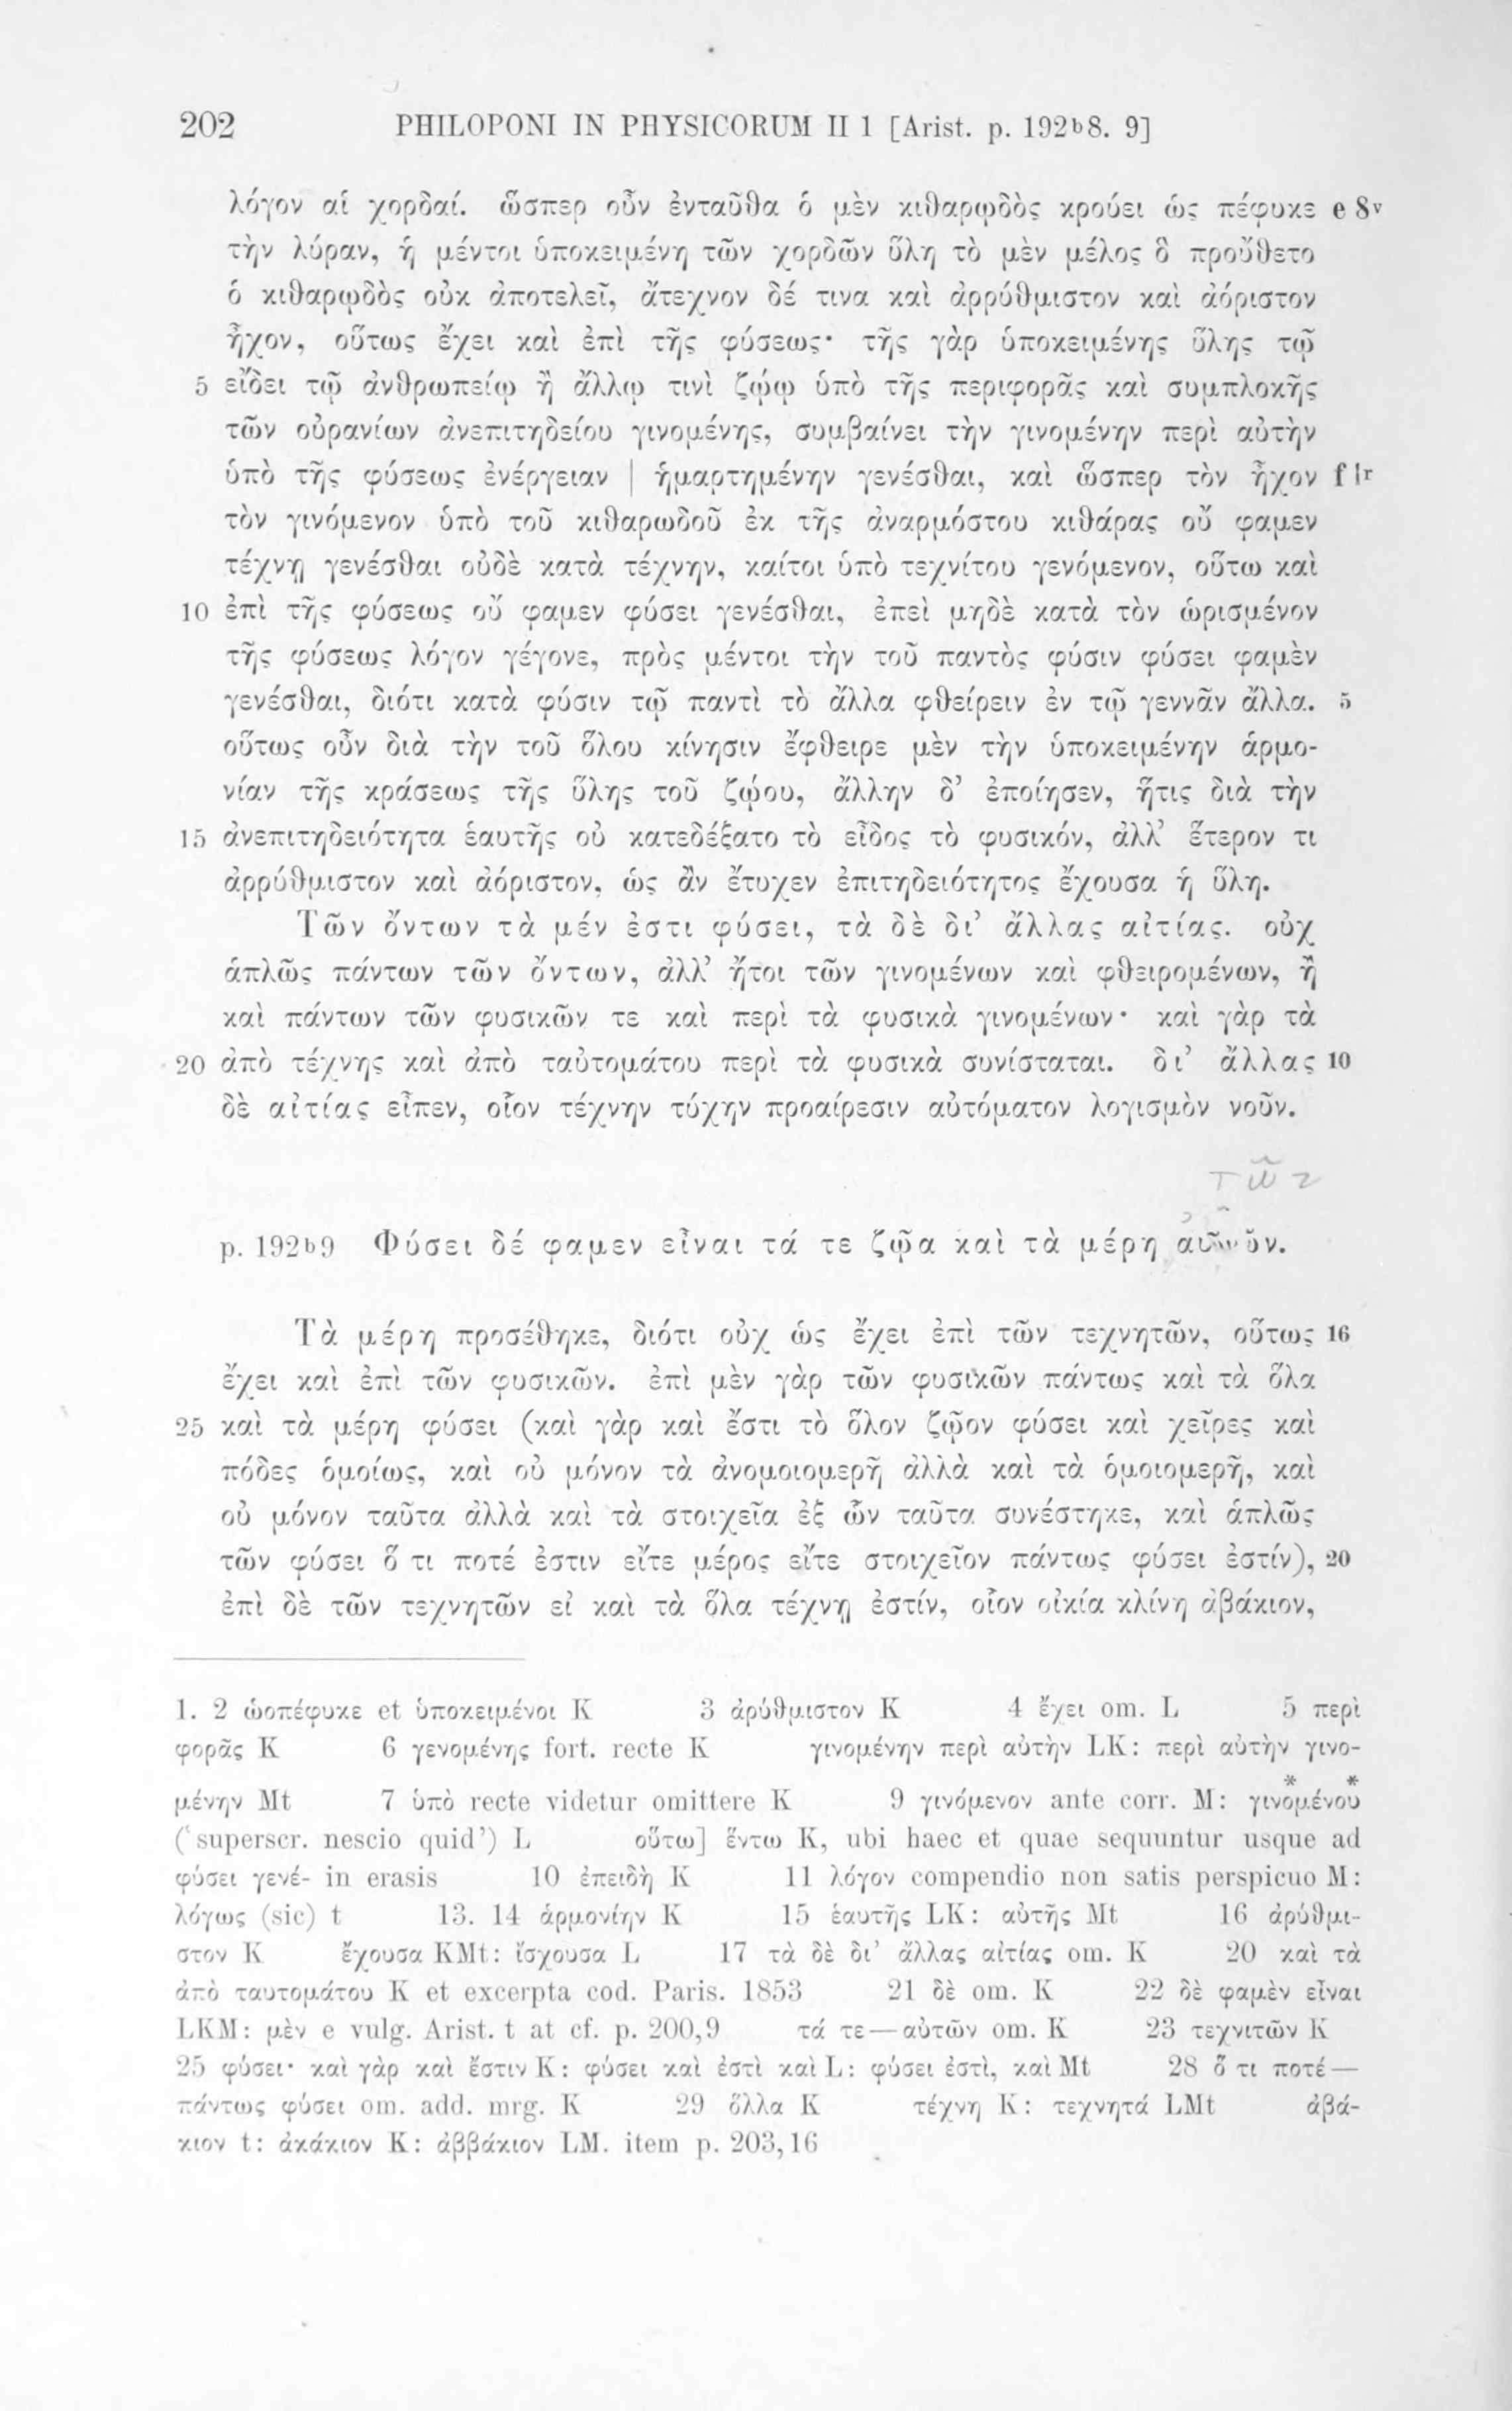 202 PHILOPONI IN PHYSICORUM II 1 [Arist. p. 192ᵇ8. 9]
λόγον αἱ χορδαί. ὥσπερ οὖν ἐνταῦθα ὁ μὲν κιθαρῳδὸς κρούει ὡς πέφυκε e 8ᵛ
τὴν λύραν, ἡ μέντοι ὑποκειμένη τῶν χορδῶν ὕλη τὸ μὲν μέλος ὃ προὔθετο
ὁ κιθαρῳδὸς οὐκ ἀποτελεῖ, ἄτεχνον δέ τινα καὶ ἀρρύθμιστον καὶ ἀόριστον
ἦχον, οὕτως ἔχει καὶ ἐπὶ τῆς φύσεως· τῆς γὰρ ὑποκειμένης ὕλης τῷ
5 εἴδει τῷ ἀνθρωπείῳ ἢ ἄλλῳ τινὶ ζῴῳ ὑπὸ τῆς περιφορᾶς καὶ συμπλοκῆς
τῶν οὐρανίων ἀνεπιτηδείου γινομένης, συμβαίνει τὴν γινομένην περὶ αὐτὴν
ὑπὸ τῆς φύσεως ἐνέργειαν | ἡμαρτημένην γενέσθαι, καὶ ὥσπερ τὸν ἦχον f 1ʳ
τὸν γινόμενον ὑπὸ τοῦ κιθαρωδοῦ ἐκ τῆς ἀναρμόστου κιθάρας οὔ φαμεν
τέχνῃ γενέσθαι οὐδὲ κατὰ τέχνην, καίτοι ὑπὸ τεχνίτου γενόμενον, οὕτω καὶ
10 ἐπὶ τῆς φύσεως οὔ φαμεν φύσει γενέσθαι, ἐπεὶ μηδὲ κατὰ τὸν ὡρισμένον
τῆς φύσεως λόγον γέγονε, πρὸς μέντοι τὴν τοῦ παντὸς φύσιν φύσει φαμὲν
γενέσθαι, διότι κατὰ φύσιν τῷ παντὶ τὸ ἄλλα φθείρειν ἐν τῷ γεννᾶν ἄλλα. 5
οὕτως οὖν διὰ τὴν τοῦ ὅλου κίνησιν ἔφθειρε μὲν τὴν ὑποκειμένην ἁρμο-
νίαν τῆς κράσεως τῆς ὕλης τοῦ ζῴου, ἄλλην δ’ ἐποίησεν, ἥτις διὰ τὴν
15 ἀνεπιτηδειότητα ἑαυτῆς οὐ κατεδέξατο τὸ εἶδος τὸ φυσικόν, ἀλλ’ ἕτερον τι
ἀρρύθμιστον καὶ ἀόριστον, ὡς ἂν ἔτυχεν ἐπιτηδειότητος ἔχουσα ἡ ὕλη.
Τῶν ὄντων τὰ μέν ἐστι φύσει, τὰ δὲ δι’ ἄλλας αἰτίας. οὐχ
ἁπλῶς πάντων τῶν ὄντων, ἀλλ’ ἤτοι τῶν γινομένων καὶ φθειρομένων, ἢ
καὶ πάντων τῶν φυσικῶν τε καὶ περὶ τὰ φυσικὰ γινομένων· καὶ γὰρ τὰ
20 ἀπὸ τέχνης καὶ ἀπὸ ταὐτομάτου περὶ τὰ φυσικὰ συνίσταται. δι’ ἄλλας 10
δὲ αἰτίας εἶπεν, οἷον τέχνην τύχην προαίρεσιν αὐτόματον λογισμὸν νοῦν.
τῶν
p. 192ᵇ9 Φύσει δέ φαμεν εἶναι τά τε ζῷα καὶ τὰ μέρη αὐτῶν.
Τὰ μέρη προσέθηκε, διότι οὐχ ὡς ἔχει ἐπὶ τῶν τεχνητῶν, οὕτως 16
ἔχει καὶ ἐπὶ τῶν φυσικῶν. ἐπὶ μὲν γὰρ τῶν φυσικῶν πάντως καὶ τὰ ὅλα
25 καὶ τὰ μέρη φύσει (καὶ γὰρ καὶ ἔστι τὸ ὅλον ζῷον φύσει καὶ χεῖρες καὶ
πόδες ὁμοίως, καὶ οὐ μόνον τὰ ἀνομοιομερῆ ἀλλὰ καὶ τὰ ὁμοιομερῆ, καὶ
οὐ μόνον ταῦτα ἀλλὰ καὶ τὰ στοιχεῖα ἐξ ὧν ταῦτα συνέστηκε, καὶ ἁπλῶς
τῶν φύσει ὅ τι ποτέ ἐστιν εἴτε μέρος εἴτε στοιχεῖον πάντως φύσει ἐστίν), 20
ἐπὶ δὲ τῶν τεχνητῶν εἰ καὶ τὰ ὅλα τέχνῃ ἐστίν, οἷον οἰκία κλίνη ἀβάκιον,
1. 2 ὡοπέφυκε et ὑποκειμένοι K 3 ἀρύθμιστον K 4 ἔχει om. L 5 περὶ
φορᾶς K 6 γενομένης fort. recte K γινομένην περὶ αὐτὴν LK: περὶ αὐτὴν γινο-
μένην Mt 7 ὑπὸ recte videtur omittere K 9 γινόμενον ante corr. M: γινομένου
(‘superscr. nescio quid’) L οὕτω] ἕντω K, ubi haec et quae sequuntur usque ad
φύσει γενέ- in erasis 10 ἐπειδὴ K 11 λόγον compendio non satis perspicuo M:
λόγως (sic) t 13. 14 ἁρμονίην K 15 ἑαυτῆς LK: αὐτῆς Mt 16 ἀρύθμι-
στον K ἔχουσα KMt: ἴσχουσα L 17 τὰ δὲ δι’ ἄλλας αἰτίας om. K 20 καὶ τὰ
ἀπὸ ταυτομάτου K et excerpta cod. Paris. 1853 21 δὲ om. K 22 δὲ φαμὲν εἶναι
LKM: μὲν e vulg. Arist. t at cf. p. 200,9 τά τε—αὐτῶν om. K 23 τεχνιτῶν K
25 φύσει· καὶ γὰρ καὶ ἔστιν K: φύσει καὶ ἐστὶ καὶ L: φύσει ἐστὶ, καὶ Mt 28 ὅ τι ποτέ—
πάντως φύσει om. add. mrg. K 29 ὅλλα K τέχνη K: τεχνητά LMt ἀβά-
κιον t: ἀκάκιον K: ἀββάκιον LM. item p. 203,16